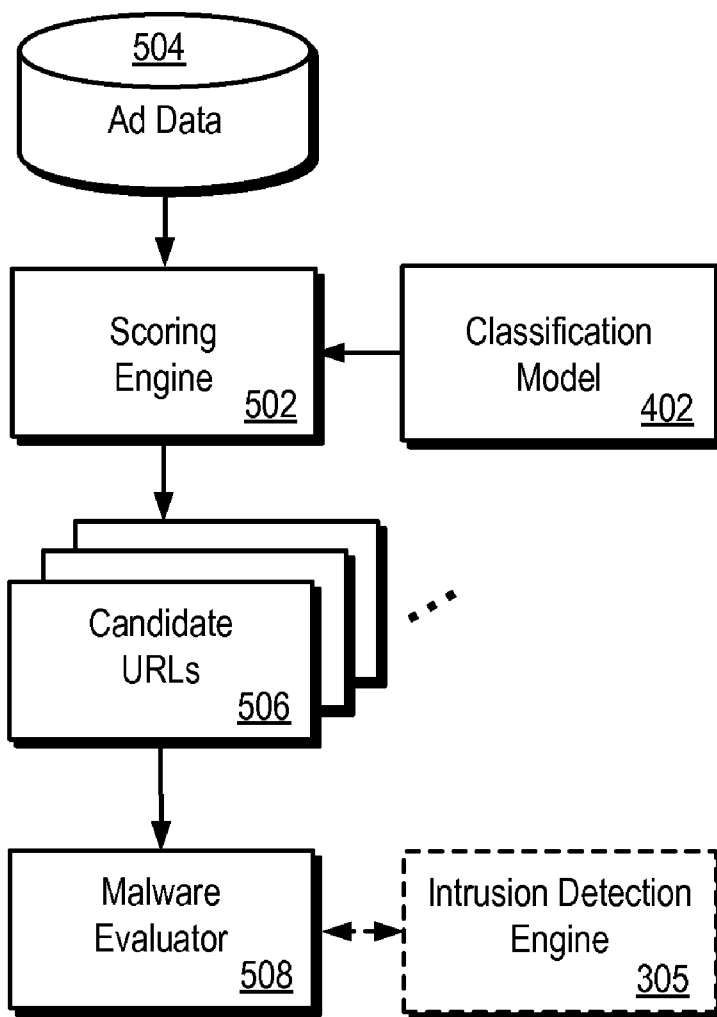 504
Ad Data
Scoring
Engine
502
Classification
Model
402
Candidate
URLs
506
Malware
Evaluator
508
Intrusion Detection
Engine
305